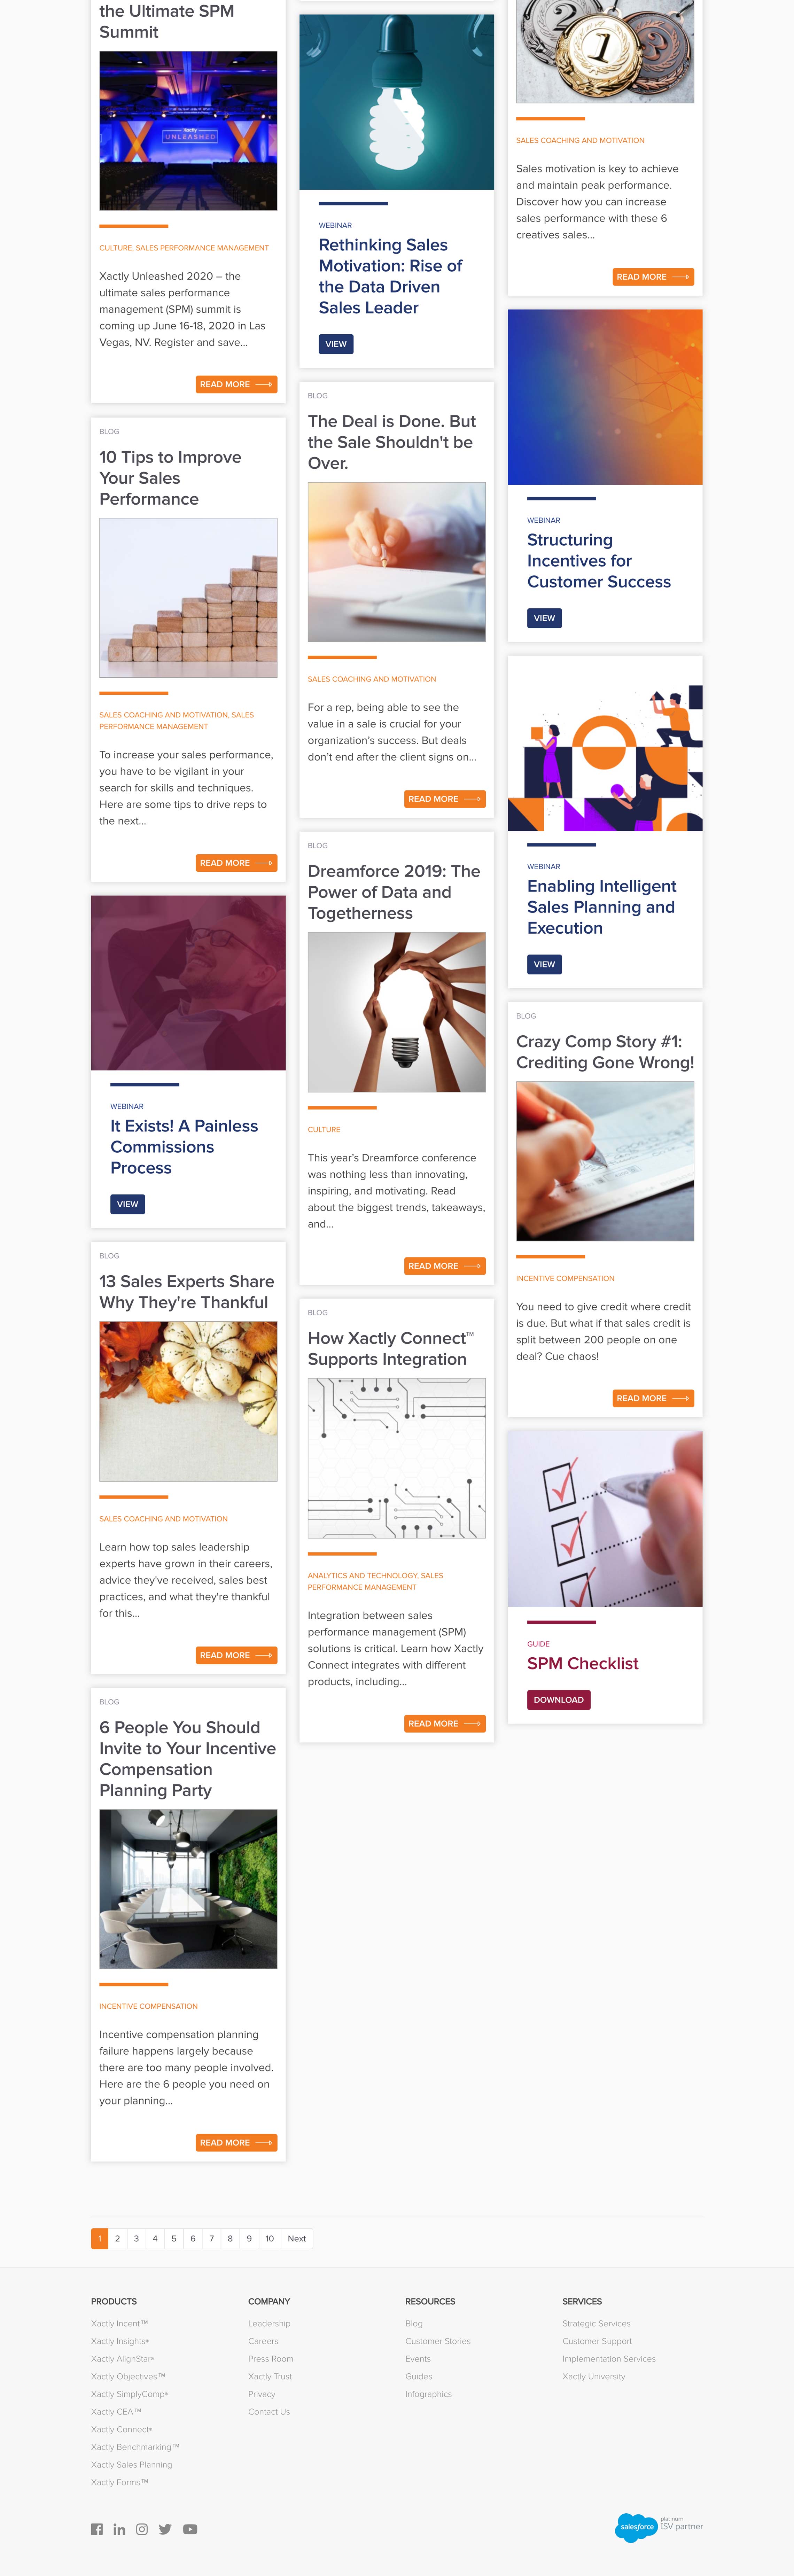 the Ultimate SPM
Summit
Xactly
UNLEASHED
CULTURE, SALES PERFORMANCE MANAGEMENT
Xactly Unleashed 2020 – the
ultimate sales performance
management (SPM) summit is
coming up June 16-18, 2020 in Las
Vegas, NV. Register and save...
READ MORE
BLOG
10 Tips to Improve
Your Sales
Performance
SALES COACHING AND MOTIVATION, SALES
PERFORMANCE MANAGEMENT
To increase your sales performance,
you have to be vigilant in your
search for skills and techniques.
Here are some tips to drive reps to
the next...
READ MORE
WEBINAR
It Exists! A Painless
Commissions
Process
VIEW
BLOG
13 Sales Experts Share
Why They're Thankful
SALES COACHING AND MOTIVATION
Learn how top sales leadership
experts have grown in their careers,
advice they've received, sales best
practices, and what they're thankful
for this...
READ MORE
BLOG
6 People You Should
Invite to Your Incentive
Compensation
Planning Party
INCENTIVE COMPENSATION
Incentive compensation planning
failure happens largely because
there are too many people involved.
Here are the 6 people you need on
your planning...
READ MORE
WEBINAR
Rethinking Sales
Motivation: Rise of
the Data Driven
Sales Leader
VIEW
BLOG
The Deal is Done. But
the Sale Shouldn't be
Over.
SALES COACHING AND MOTIVATION
For a rep, being able to see the
value in a sale is crucial for your
organization's success. But deals
don't end after the client signs on...
READ MORE
BLOG
Dreamforce 2019: The
Power of Data and
Togetherness
CULTURE
This year's Dreamforce conference
was nothing less than innovating,
inspiring, and motivating. Read
about the biggest trends, takeaways,
and...
READ MORE
BLOG
How Xactly Connect™
Supports Integration
ANALYTICS AND TECHNOLOGY, SALES
PERFORMANCE MANAGEMENT
Integration between sales
performance management (SPM)
solutions is critical. Learn how Xactly
Connect integrates with different
products, including...
READ MORE
2 1 3
SALES COACHING AND MOTIVATION
Sales motivation is key to achieve
and maintain peak performance.
Discover how you can increase
sales performance with these 6
creatives sales...
READ MORE
WEBINAR
Structuring
Incentives for
Customer Success
VIEW
WEBINAR
Enabling Intelligent
Sales Planning and
Execution
VIEW
BLOG
Crazy Comp Story #1:
Crediting Gone Wrong!
INCENTIVE COMPENSATION
You need to give credit where credit
is due. But what if that sales credit is
split between 200 people on one
deal? Cue chaos!
READ MORE
GUIDE
SPM Checklist
DOWNLOAD
1 2 3 4 5 6 7 8 9 10 Next
PRODUCTS
Xactly Incent™
Xactly Insights®
Xactly AlignStar®
Xactly Objectives™
Xactly SimplyComp®
Xactly CEA™
Xactly Connect®
Xactly Benchmarking™
Xactly Sales Planning
Xactly Forms™
COMPANY
Leadership
Careers
Press Room
Xactly Trust
Privacy
Contact Us
RESOURCES
Blog
Customer Stories
Events
Guides
Infographics
SERVICES
Strategic Services
Customer Support
Implementation Services
Xactly University
salesforce
platinum
ISV partner